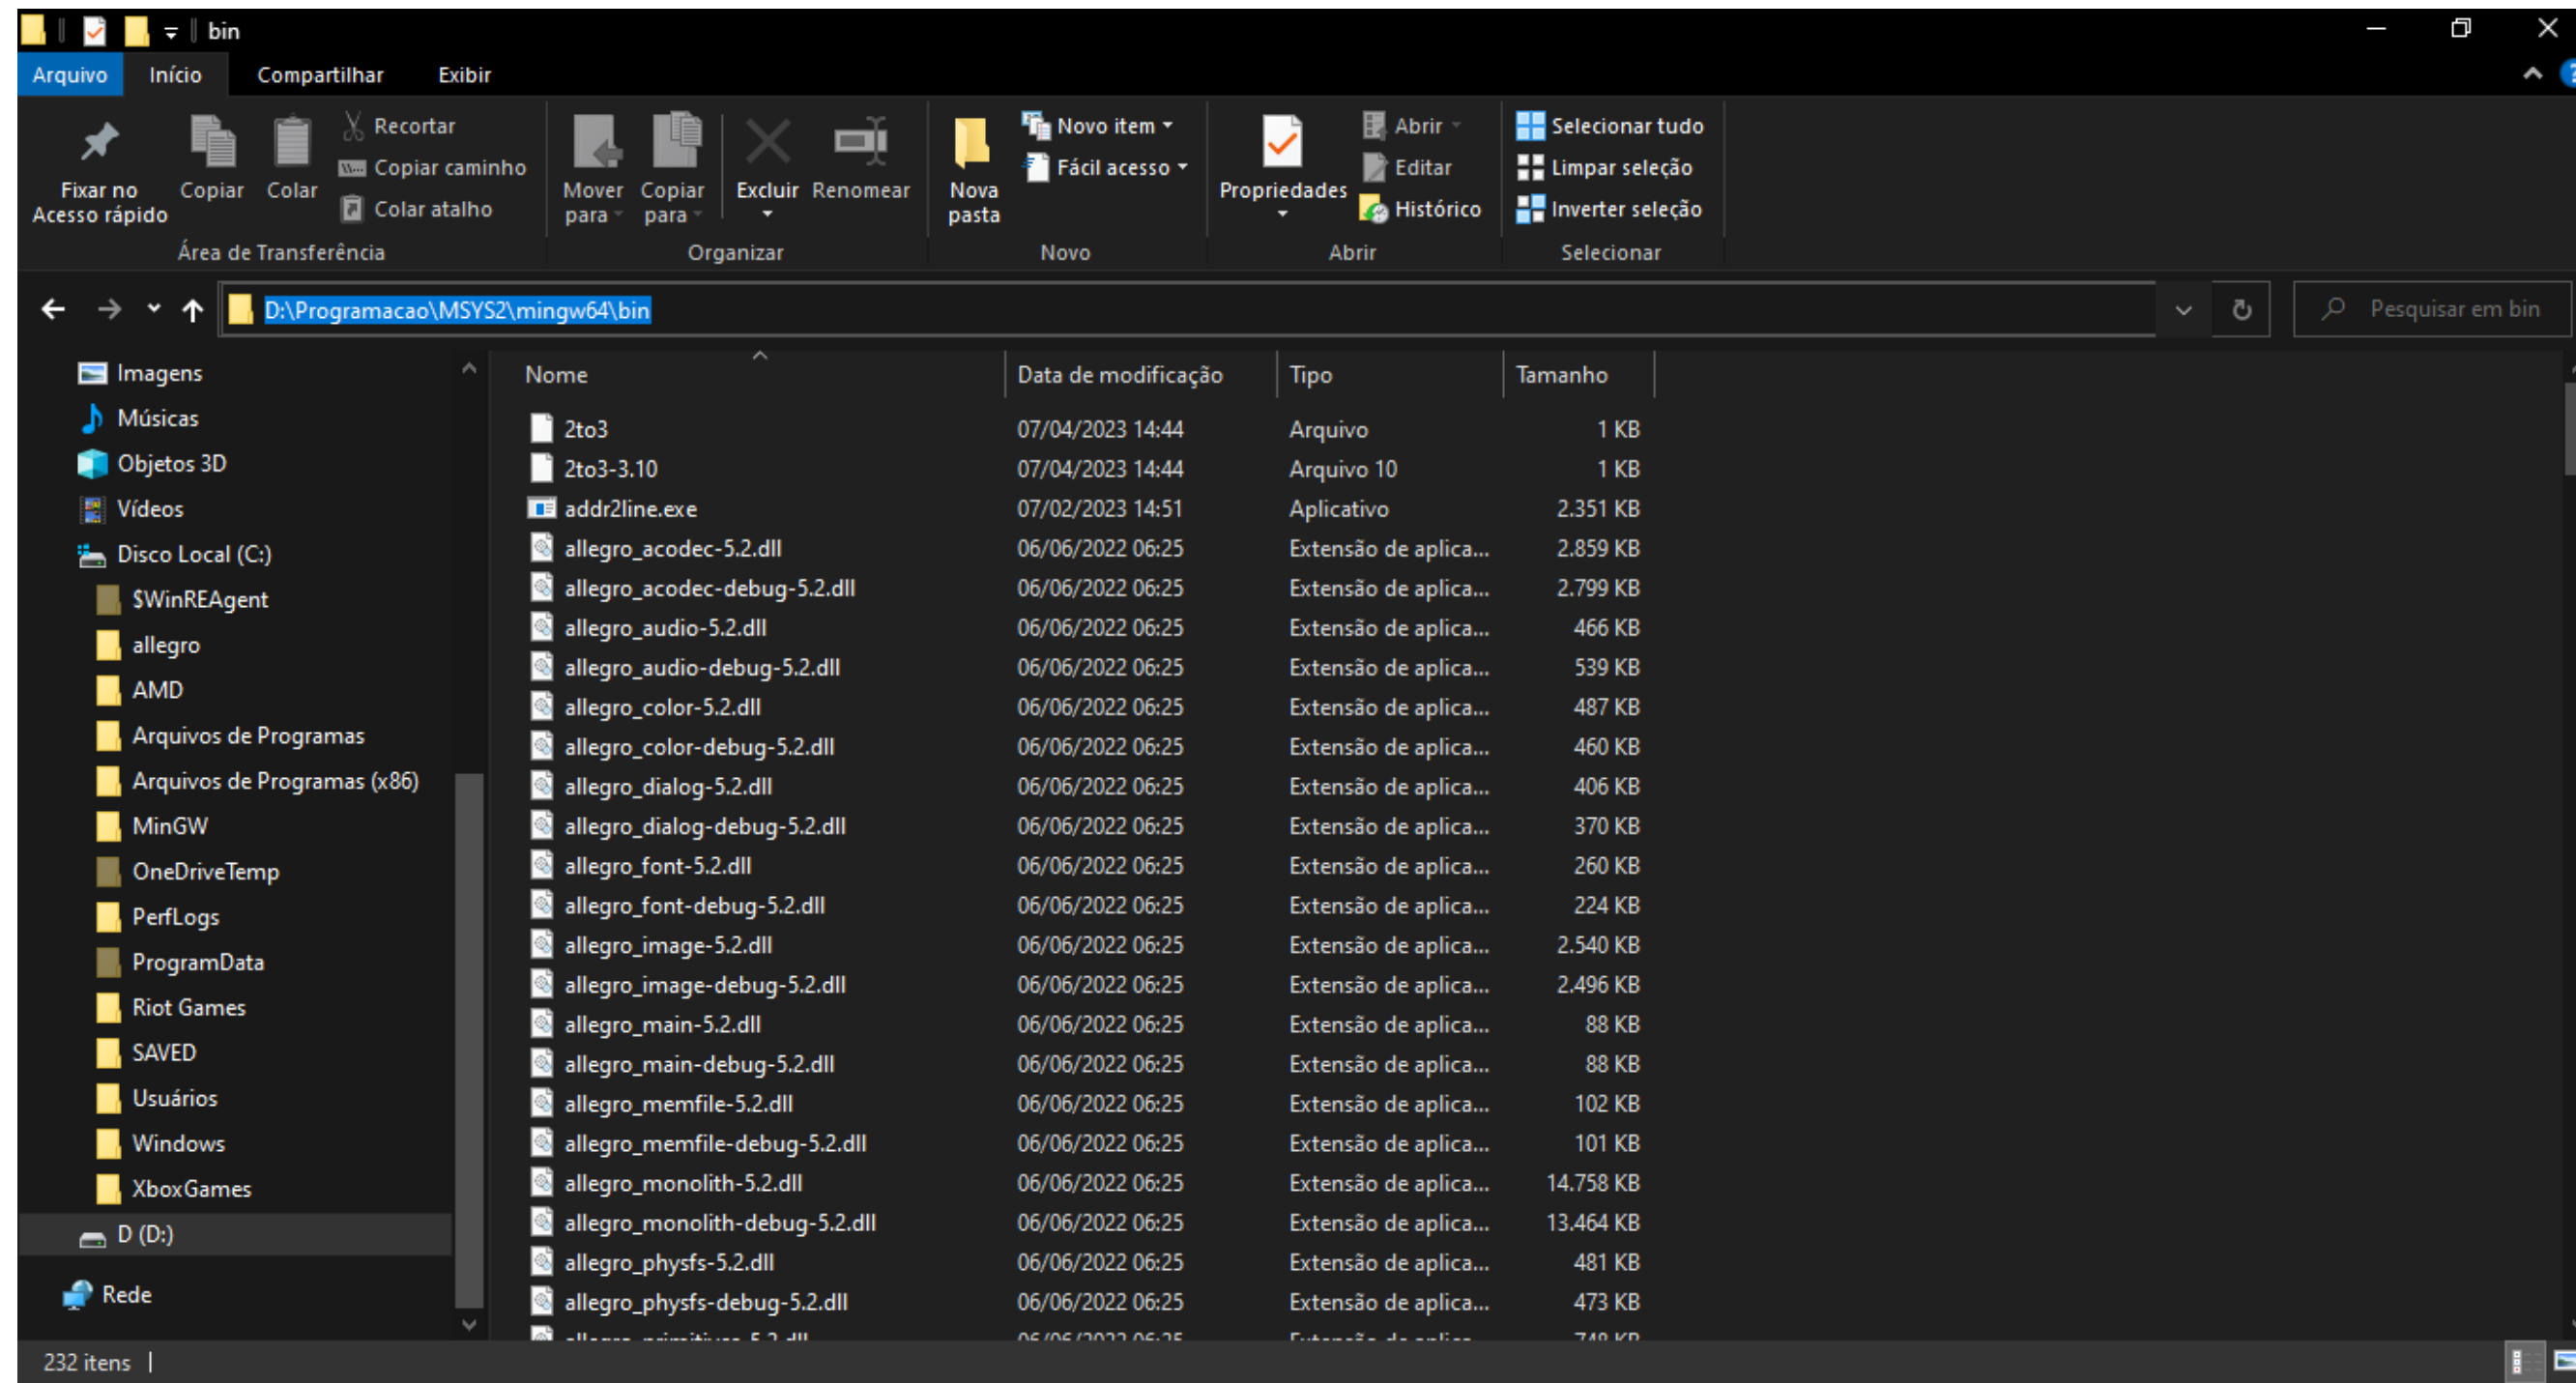 bin
Arquivo Início Compartilhar Exibir
Fixar no
Acesso rápido
Copiar
Colar
Recortar
Copiar caminho
Colar atalho
Área de Transferência
Mover
para
Copiar
para
Excluir
Renomear
Organizar
Nova
pasta
Novo item
Fácil acesso
Novo
Propriedades
Abrir
Editar
Histórico
Abrir
Selecionar tudo
Limpar seleção
Inverter seleção
Selecionar
D:\Programacao\MSYS2\mingw64\bin
Pesquisar em bin
Imagens
Músicas
Objetos 3D
Vídeos
Disco Local (C:)
$WinREAgent
allegro
AMD
Arquivos de Programas
Arquivos de Programas (x86)
MinGW
OneDriveTemp
PerfLogs
ProgramData
Riot Games
SAVED
Usuários
Windows
XboxGames
D (D:)
Rede
Nome Data de modificação Tipo Tamanho
2to3 07/04/2023 14:44 Arquivo 1 KB
2to3-3.10 07/04/2023 14:44 Arquivo 10 1 KB
addr2line.exe 07/02/2023 14:51 Aplicativo 2.351 KB
allegro_acodec-5.2.dll 06/06/2022 06:25 Extensão de aplica... 2.859 KB
allegro_acodec-debug-5.2.dll 06/06/2022 06:25 Extensão de aplica... 2.799 KB
allegro_audio-5.2.dll 06/06/2022 06:25 Extensão de aplica... 466 KB
allegro_audio-debug-5.2.dll 06/06/2022 06:25 Extensão de aplica... 539 KB
allegro_color-5.2.dll 06/06/2022 06:25 Extensão de aplica... 487 KB
allegro_color-debug-5.2.dll 06/06/2022 06:25 Extensão de aplica... 460 KB
allegro_dialog-5.2.dll 06/06/2022 06:25 Extensão de aplica... 406 KB
allegro_dialog-debug-5.2.dll 06/06/2022 06:25 Extensão de aplica... 370 KB
allegro_font-5.2.dll 06/06/2022 06:25 Extensão de aplica... 260 KB
allegro_font-debug-5.2.dll 06/06/2022 06:25 Extensão de aplica... 224 KB
allegro_image-5.2.dll 06/06/2022 06:25 Extensão de aplica... 2.540 KB
allegro_image-debug-5.2.dll 06/06/2022 06:25 Extensão de aplica... 2.496 KB
allegro_main-5.2.dll 06/06/2022 06:25 Extensão de aplica... 88 KB
allegro_main-debug-5.2.dll 06/06/2022 06:25 Extensão de aplica... 88 KB
allegro_memfile-5.2.dll 06/06/2022 06:25 Extensão de aplica... 102 KB
allegro_memfile-debug-5.2.dll 06/06/2022 06:25 Extensão de aplica... 101 KB
allegro_monolith-5.2.dll 06/06/2022 06:25 Extensão de aplica... 14.758 KB
allegro_monolith-debug-5.2.dll 06/06/2022 06:25 Extensão de aplica... 13.464 KB
allegro_physfs-5.2.dll 06/06/2022 06:25 Extensão de aplica... 481 KB
allegro_physfs-debug-5.2.dll 06/06/2022 06:25 Extensão de aplica... 473 KB
232 itens